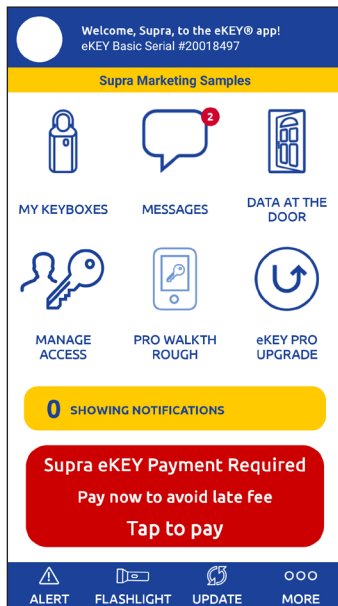 Welcome, Supra, to the eKEY® app!
eKEY Basic Serial #20018497
Supra Marketing Samples
2
MY KEYBOXES
MESSAGES
DATA AT THE
DOOR
MANAGE
ACCESS
PRO WALKTH
ROUGH
eKEY PRO
UPGRADE
0 SHOWING NOTIFICATIONS
Supra eKEY Payment Required
Pay now to avoid late fee
Tap to pay
ALERT
FLASHLIGHT
UPDATE
MORE